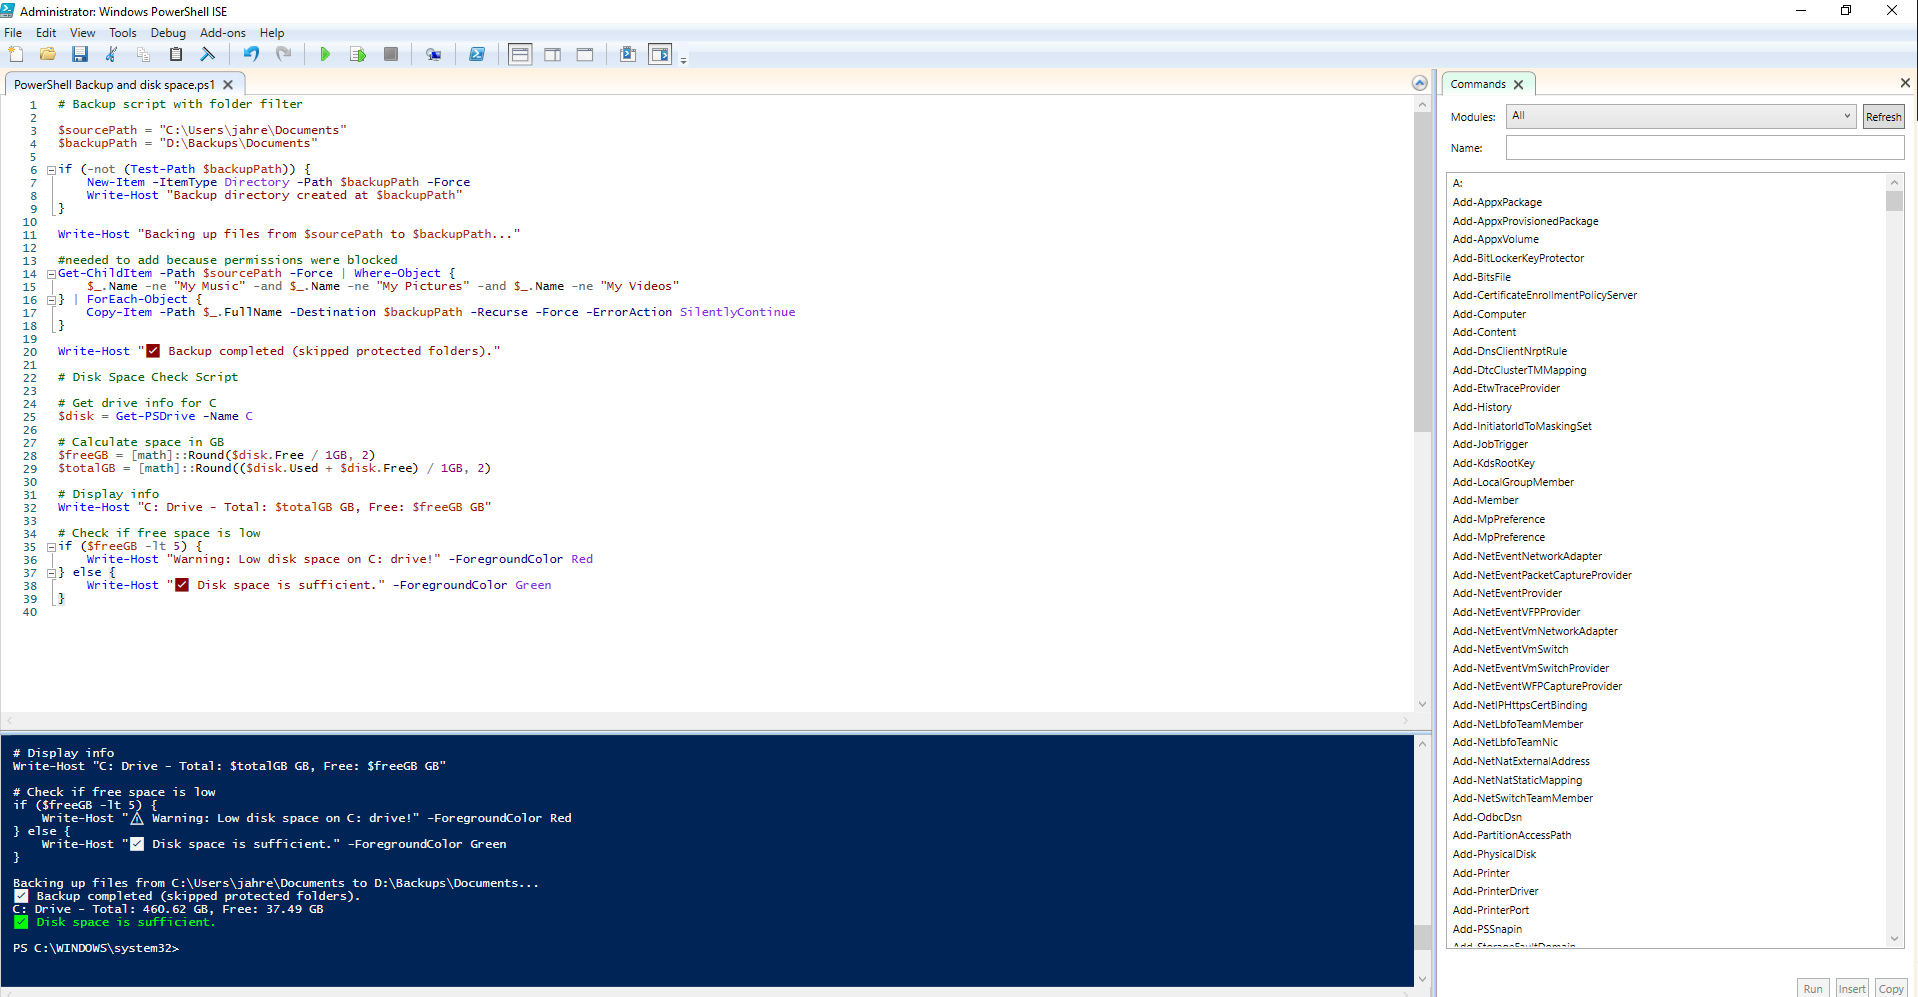 Administrator: Windows PowerShell ISE
File Edit View Tools Debug Add-ons Help
PowerShell Backup and disk space.ps1
1 # Backup script with folder filter
2
3 $sourcePath = "C:\Users\jahre\Documents"
4 $backupPath = "D:\Backups\Documents"
5
6 if (-not (Test-Path $backupPath)) {
7 New-Item -ItemType Directory -Path $backupPath -Force
8 Write-Host "Backup directory created at $backupPath"
9 }
10
11 Write-Host "Backing up files from $sourcePath to $backupPath..."
12
13 #needed to add because permissions were blocked
14 Get-ChildItem -Path $sourcePath -Force | Where-Object {
15 $_.Name -ne "My Music" -and $_.Name -ne "My Pictures" -and $_.Name -ne "My Videos"
16 } | ForEach-Object {
17 Copy-Item -Path $_.FullName -Destination $backupPath -Recurse -Force -ErrorAction SilentlyContinue
18 }
19
20 Write-Host "✅ Backup completed (skipped protected folders)."
21
22 # Disk Space Check Script
23
24 # Get drive info for C
25 $disk = Get-PSDrive -Name C
26
27 # Calculate space in GB
28 $freeGB = [math]::Round($disk.Free / 1GB, 2)
29 $totalGB = [math]::Round(($disk.Used + $disk.Free) / 1GB, 2)
30
31 # Display info
32 Write-Host "C: Drive - Total: $totalGB GB, Free: $freeGB GB"
33
34 # Check if free space is low
35 if ($freeGB -lt 5) {
36 Write-Host "Warning: Low disk space on C: drive!" -ForegroundColor Red
37 } else {
38 Write-Host "✅ Disk space is sufficient." -ForegroundColor Green
39 }
40
# Display info
Write-Host "C: Drive - Total: $totalGB GB, Free: $freeGB GB"
# Check if free space is low
if ($freeGB -lt 5) {
Write-Host "⚠ Warning: Low disk space on C: drive!" -ForegroundColor Red
} else {
Write-Host "✅ Disk space is sufficient." -ForegroundColor Green
}
Backing up files from C:\Users\jahre\Documents to D:\Backups\Documents...
✅ Backup completed (skipped protected folders).
C: Drive - Total: 460.62 GB, Free: 37.49 GB
✅ Disk space is sufficient.
PS C:\WINDOWS\system32>
Commands
Modules: All Refresh
Name:
A:
Add-AppxPackage
Add-AppxProvisionedPackage
Add-AppxVolume
Add-BitLockerKeyProtector
Add-BitsFile
Add-CertificateEnrollmentPolicyServer
Add-Computer
Add-Content
Add-DnsClientNrptRule
Add-DtcClusterTMMapping
Add-EtwTraceProvider
Add-History
Add-InitiatorIdToMaskingSet
Add-JobTrigger
Add-KdsRootKey
Add-LocalGroupMember
Add-Member
Add-MpPreference
Add-MpPreference
Add-NetEventNetworkAdapter
Add-NetEventPacketCaptureProvider
Add-NetEventProvider
Add-NetEventVFPProvider
Add-NetEventVmNetworkAdapter
Add-NetEventVmSwitch
Add-NetEventVmSwitchProvider
Add-NetEventWFPCaptureProvider
Add-NetIPHttpsCertBinding
Add-NetLbfoTeamMember
Add-NetLbfoTeamNic
Add-NetNatExternalAddress
Add-NetNatStaticMapping
Add-NetSwitchTeamMember
Add-OdbcDsn
Add-PartitionAccessPath
Add-PhysicalDisk
Add-Printer
Add-PrinterDriver
Add-PrinterPort
Add-PSSnapin
Add-StorageFaultDomain
Run Insert Copy